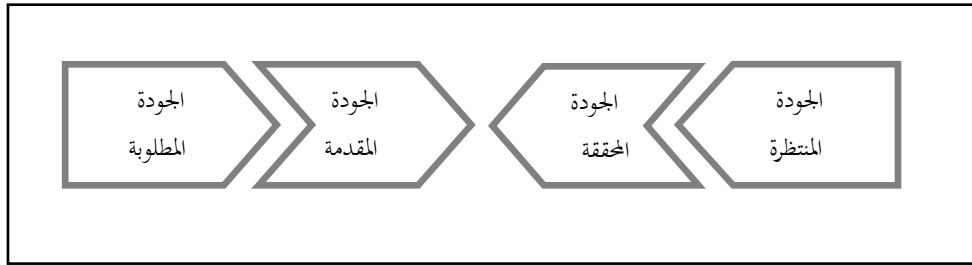 الجودة
المنتظرة
الجودة
المحققة
الجودة
المقدمة
الجودة
المطلوبة